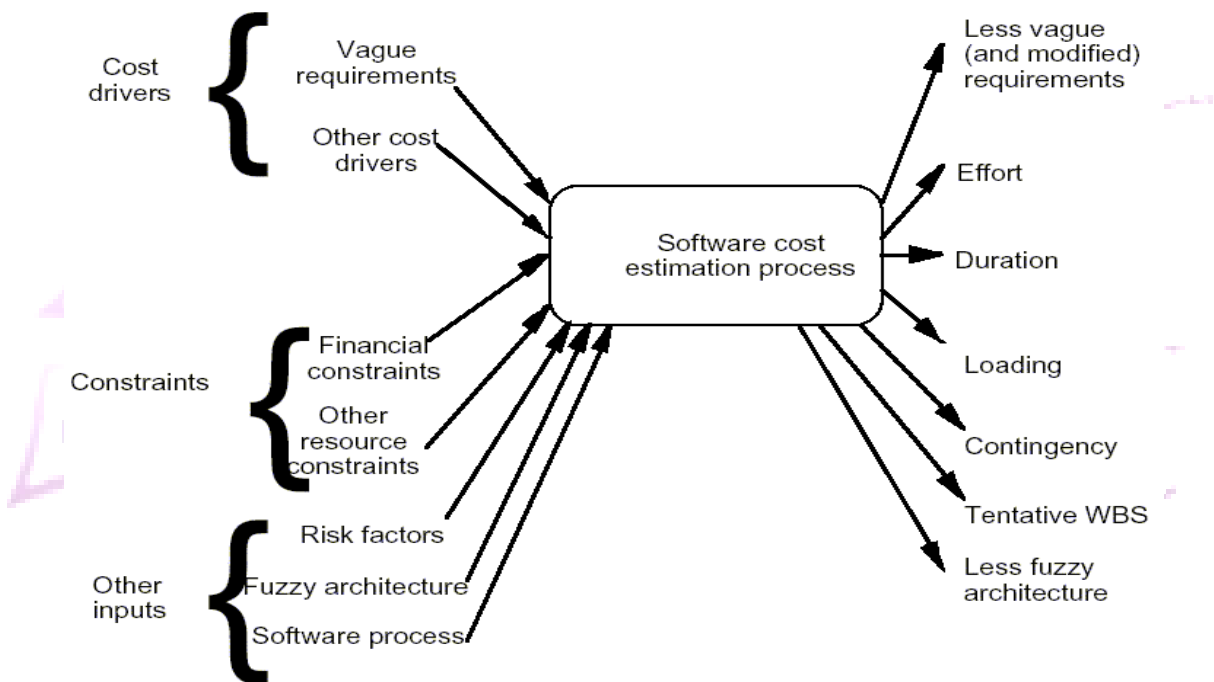 Cost
drivers
Vague
requirements
Other cost
drivers
Constraints
Financial
constraints
Other
resource
constraints
Other
inputs
Risk factors
Fuzzy architecture
Software process
Software cost
estimation process
Less vague
(and modified)
requirements
Effort
Duration
Loading
Contingency
Tentative WBS
Less fuzzy
architecture